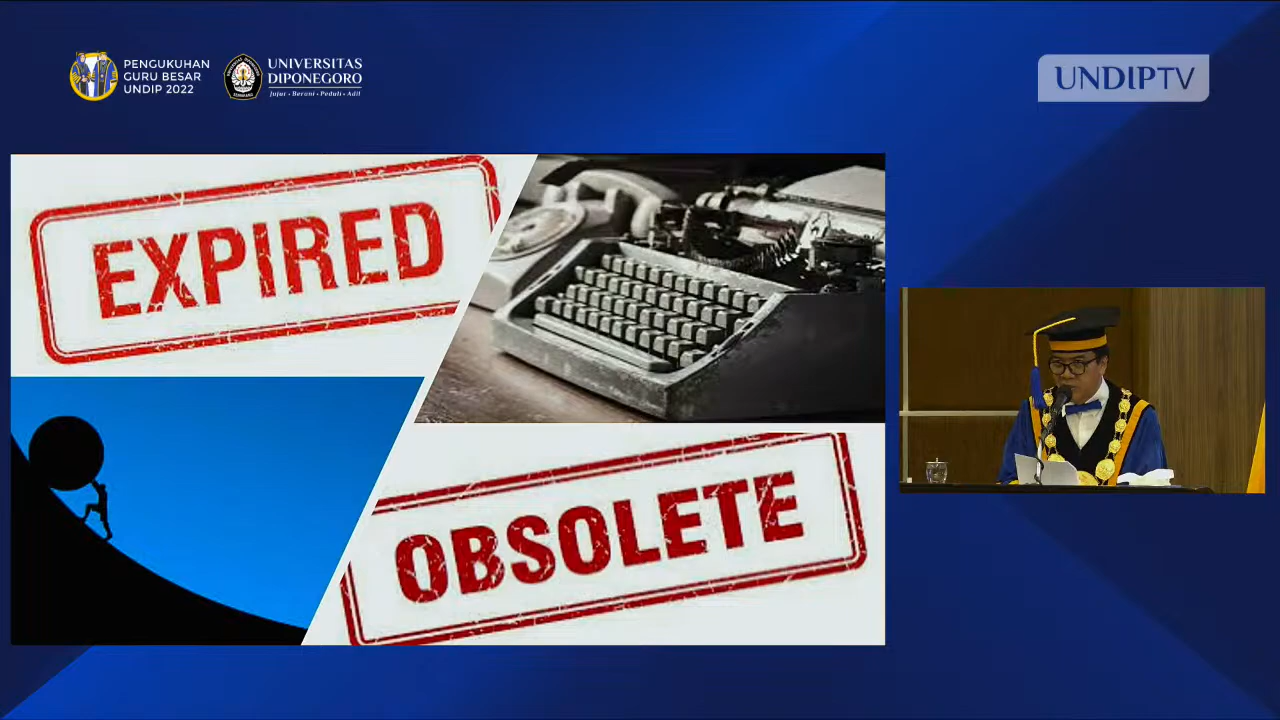 PENGUKUHAN
GURU BESAR
UNDIP 2022
UNIVERSITAS
DIPONEGORO
Jujur • Berani • Peduli • Adil
UNDIPTV
EXPIRED
OBSOLETE